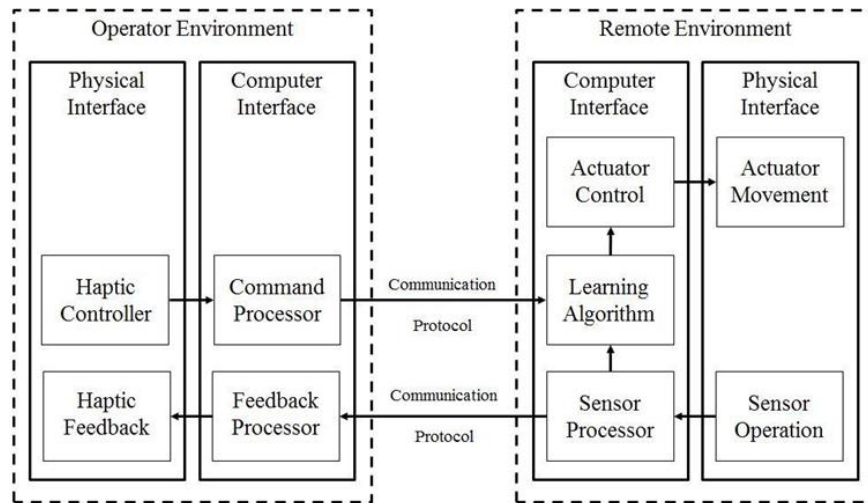 Operator Environment
Remote Environment
Physical
Interface
Computer
Interface
Computer
Interface
Physical
Interface
Actuator
Control
Actuator
Movement
Haptic
Controller
Command
Processor
Communication
Protocol
Learning
Algorithm
Haptic
Feedback
Feedback
Processor
Communication
Protocol
Sensor
Processor
Sensor
Operation